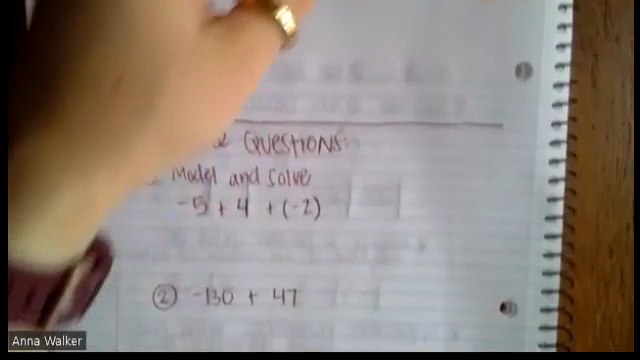 QUESTIONS:
Model and solve
-5 + 4 + (-2)
② -130 + 47
Anna Walker